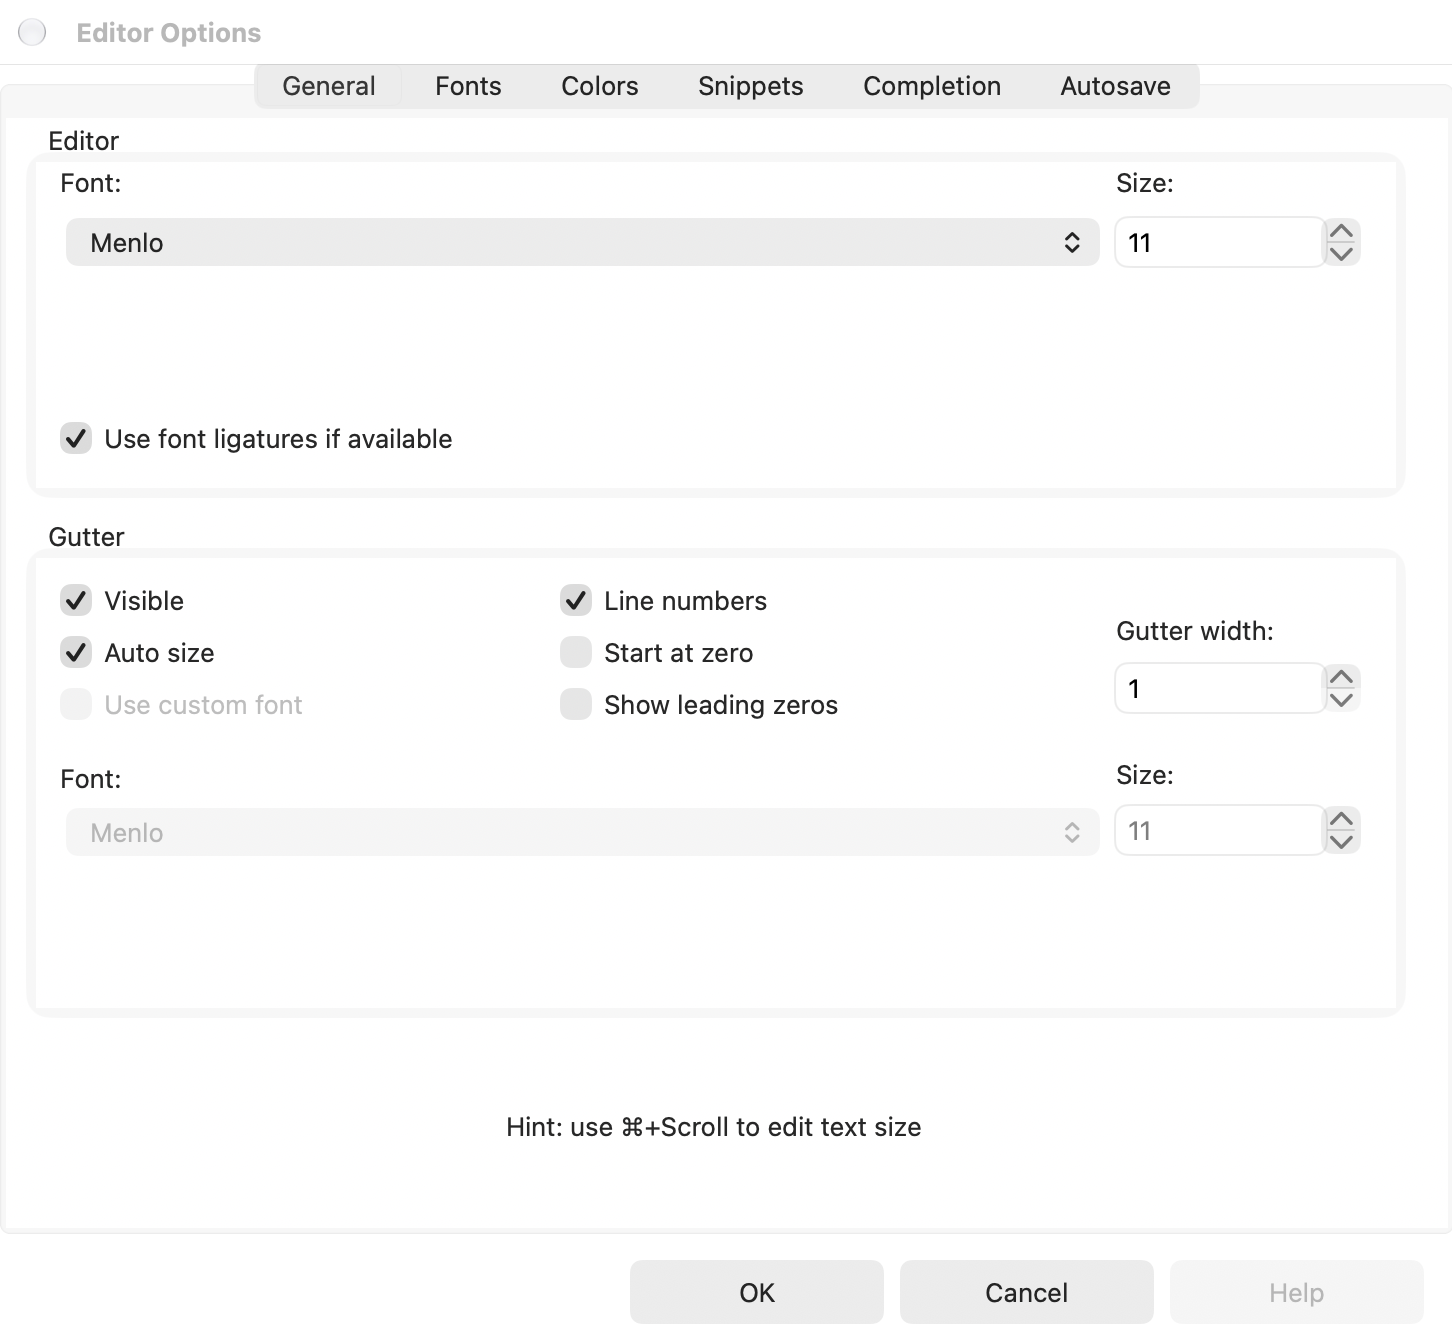 Editor Options
General Fonts Colors Snippets Completion Autosave
Editor
Font: Size:
Menlo 11
Use font ligatures if available
Gutter
Visible Line numbers
Gutter width:
Auto size Start at zero
1
Use custom font Show leading zeros
Font: Size:
Menlo 11
Hint: use ⌘+Scroll to edit text size
OK Cancel Help